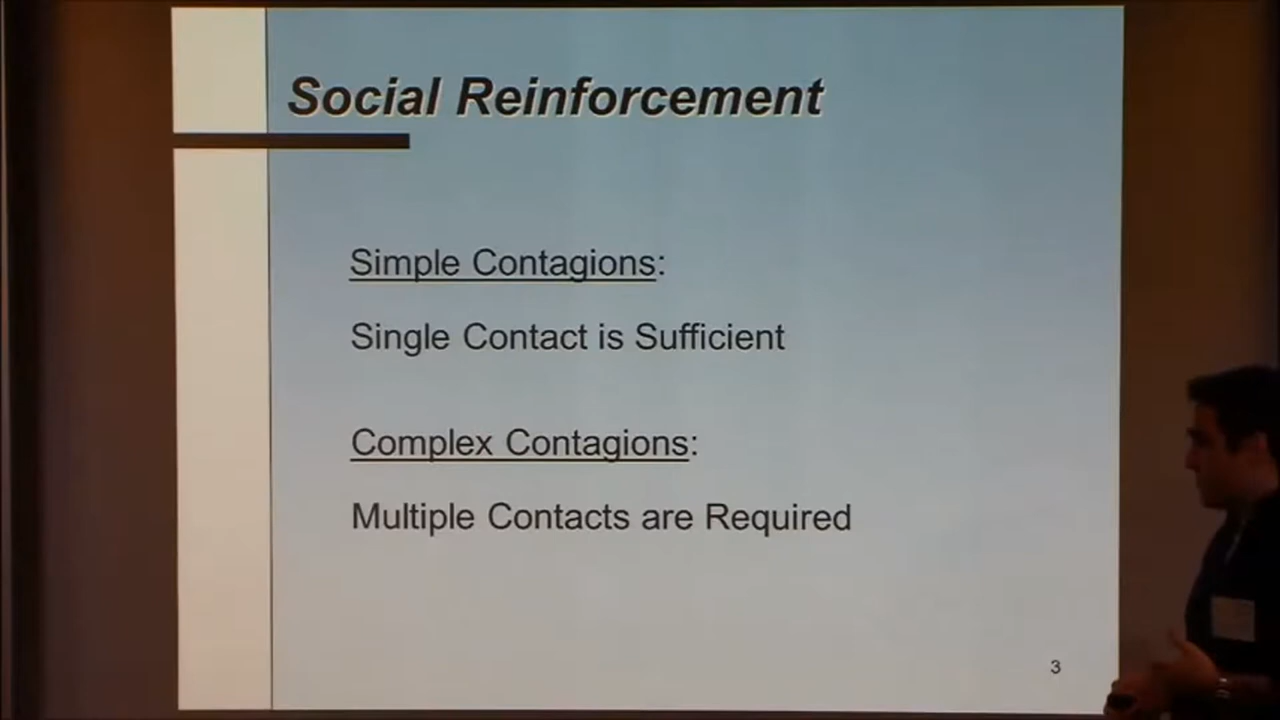 Social Reinforcement
Simple Contagions:
Single Contact is Sufficient
Complex Contagions:
Multiple Contacts are Required
3